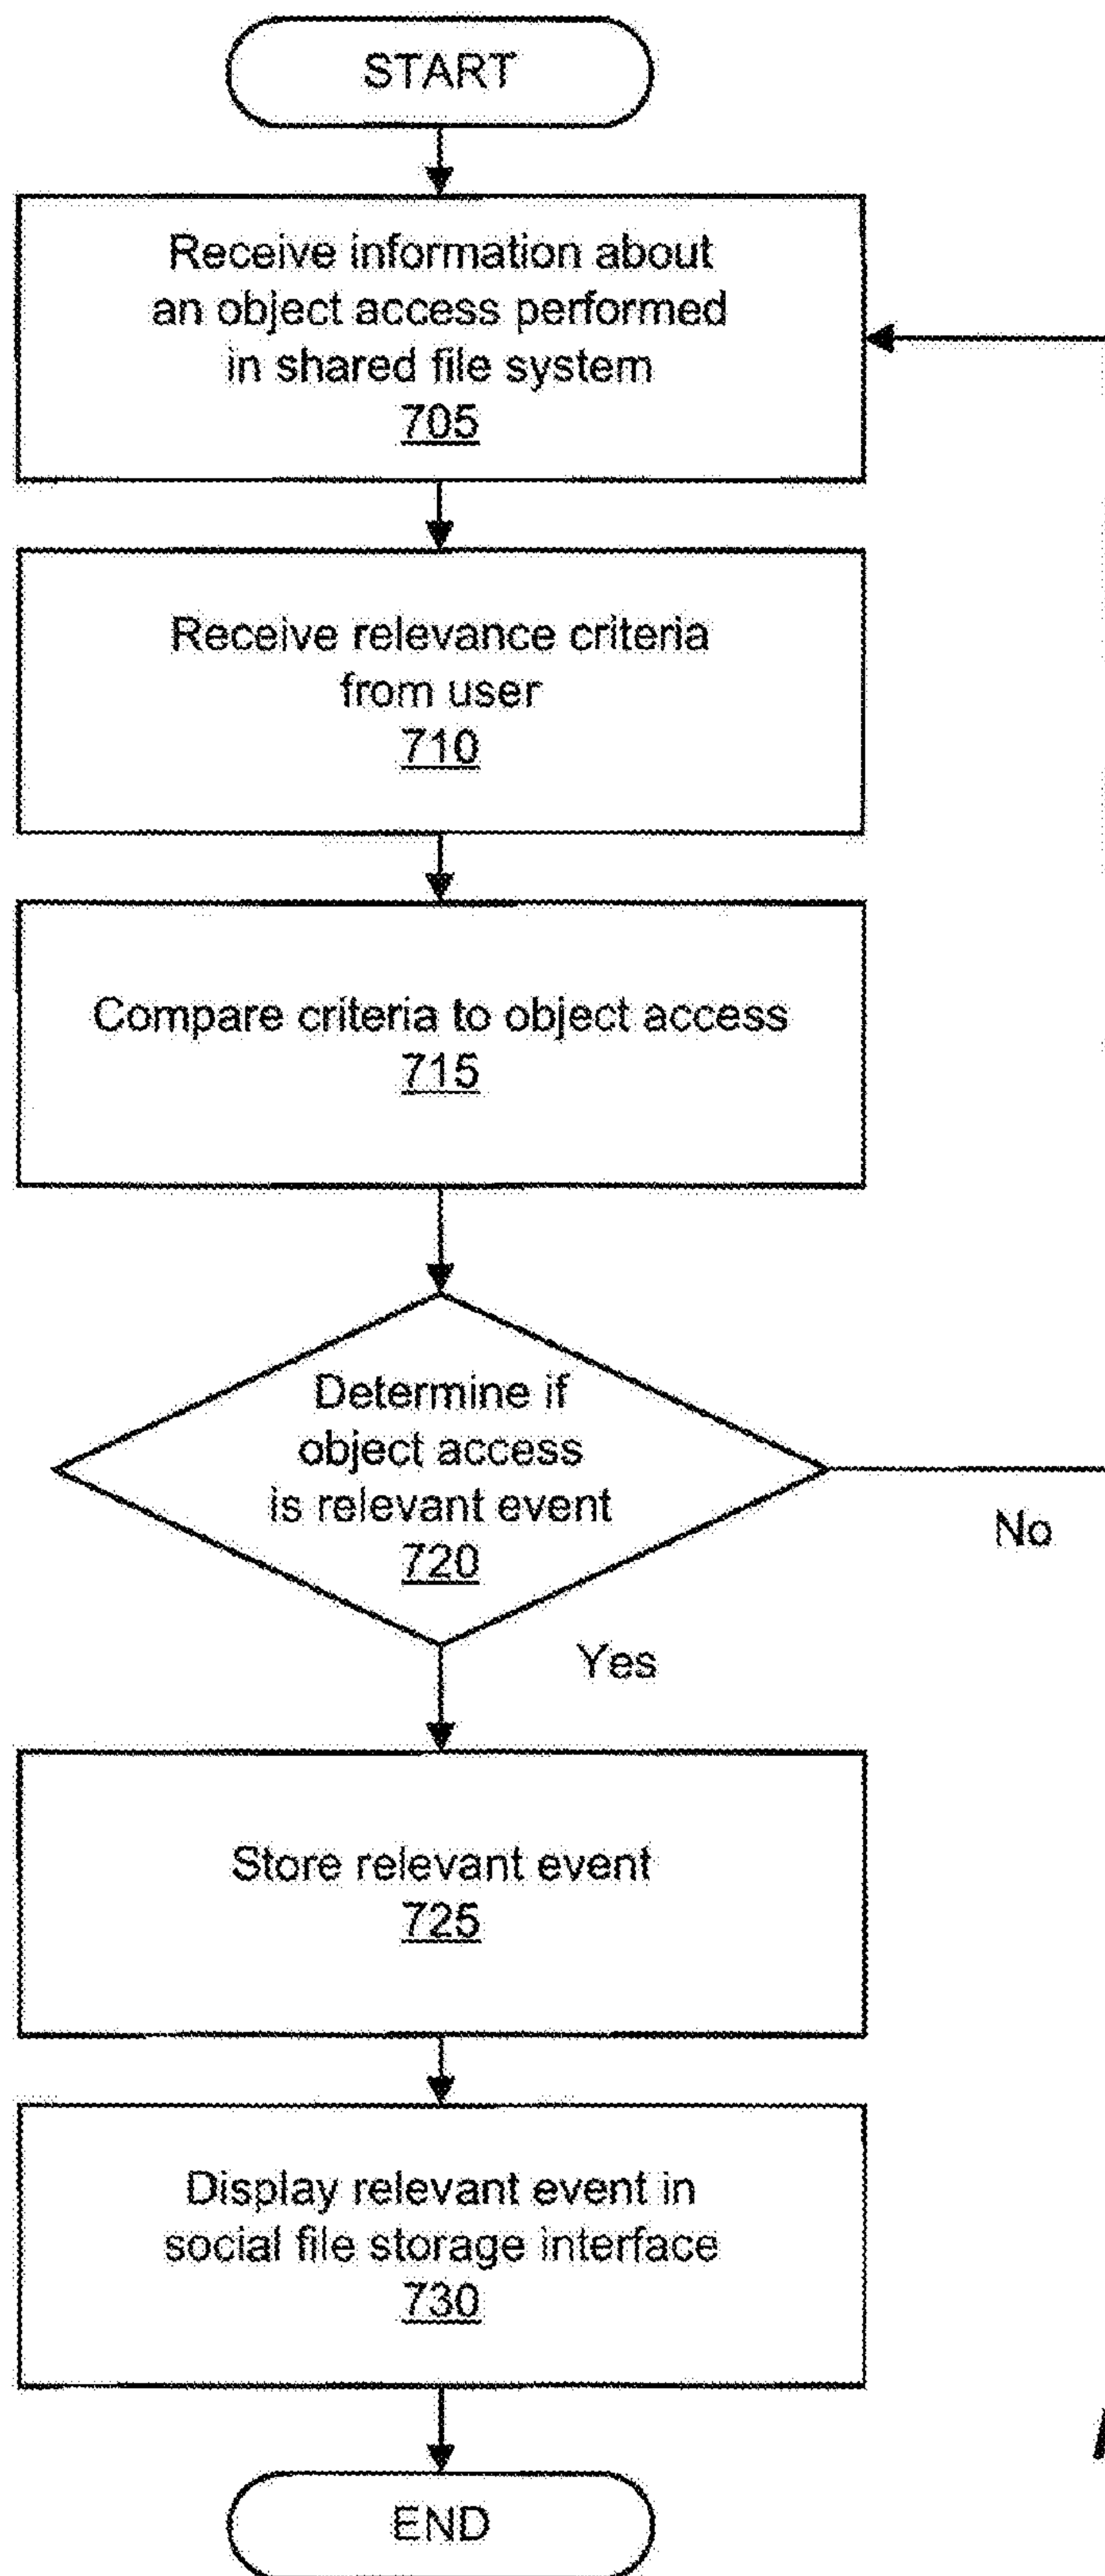 START
Receive information about
an object access performed
in shared file system
705
Receive relevance criteria
from user
710
Compare criteria to object access
715
Determine if
object access
is relevant event
720
No
Yes
Store relevant event
725
Display relevant event in
social file storage interface
730
END